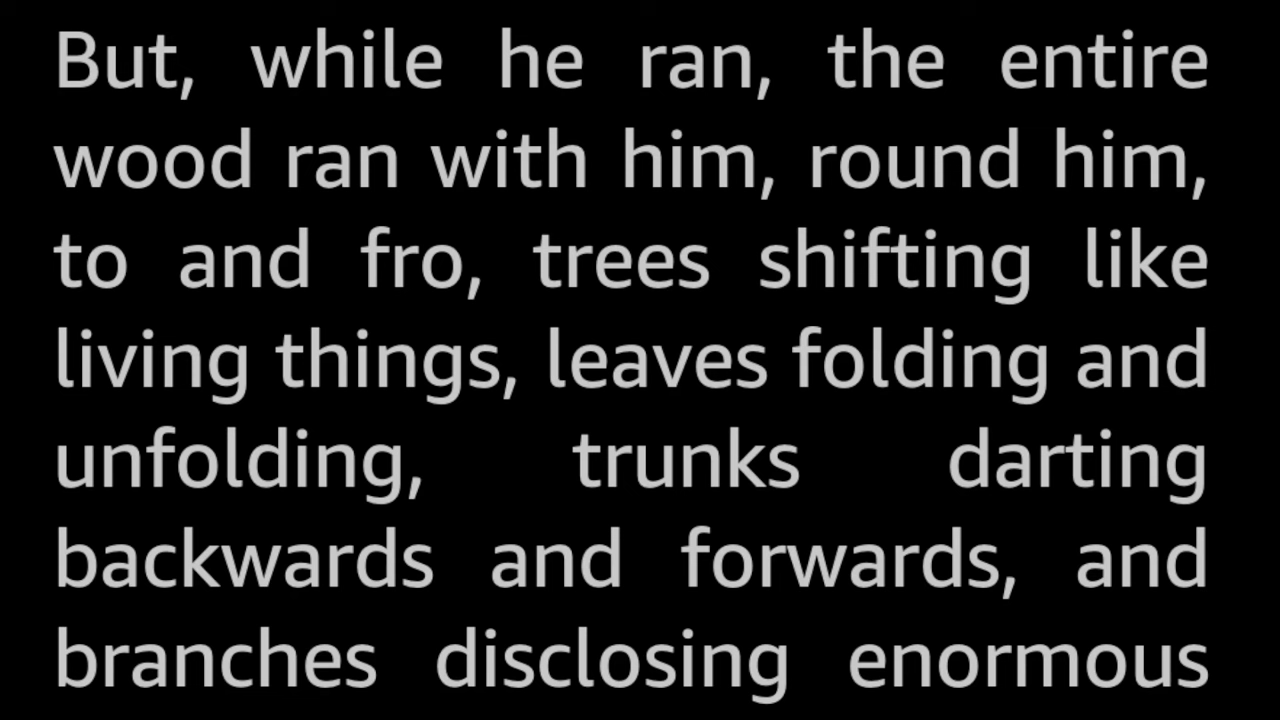 But, while he ran, the entire
wood ran with him, round him,
to and fro, trees shifting like
living things, leaves folding and
unfolding, trunks darting
backwards and forwards, and
branches disclosing enormous